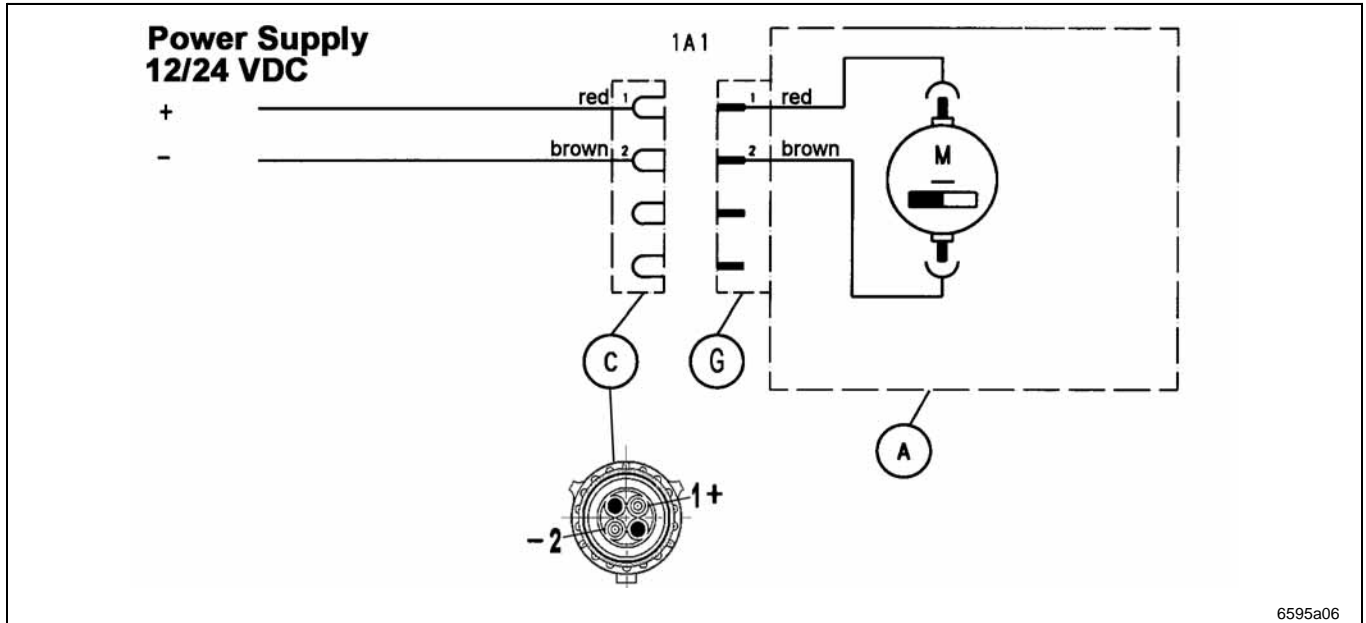 Power Supply
12/24 VDC
1A1
+
red 1
1 red
−
brown 2
2 brown
M
C
G
A
1+
-2
6595a06